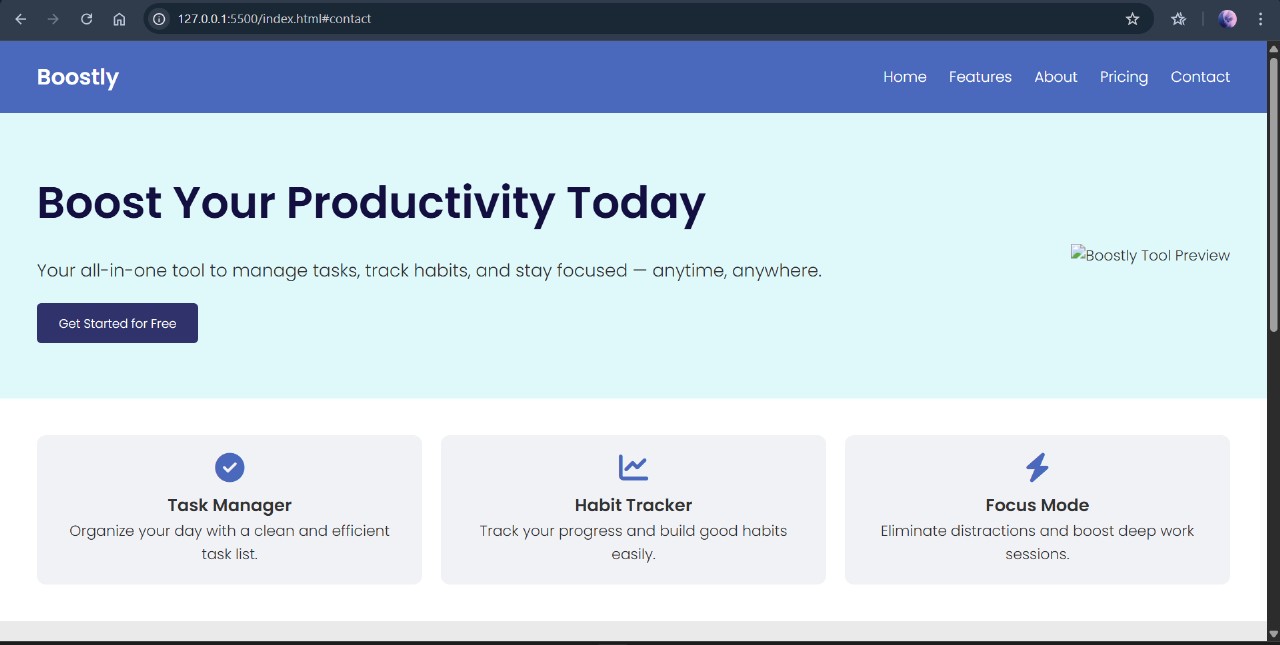 127.0.0.1:5500/index.html#contact
Boostly
Home Features About Pricing Contact
Boost Your Productivity Today
Your all-in-one tool to manage tasks, track habits, and stay focused — anytime, anywhere.
Boostly Tool Preview
Get Started for Free
Task Manager
Organize your day with a clean and efficient
task list.
Habit Tracker
Track your progress and build good habits
easily.
Focus Mode
Eliminate distractions and boost deep work
sessions.